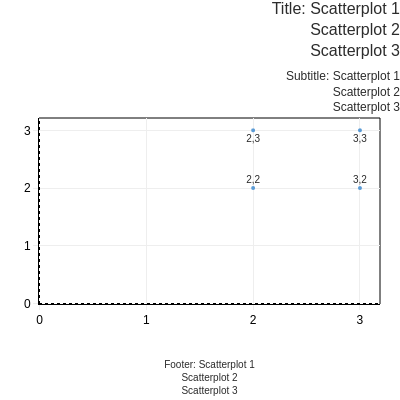 Title: Scatterplot 1
Scatterplot 2
Scatterplot 3
Subtitle: Scatterplot 1
Scatterplot 2
Scatterplot 3
3
2,3
3,3
2,2
3,2
2
1
0
0 1 2 3
Footer: Scatterplot 1
Scatterplot 2
Scatterplot 3